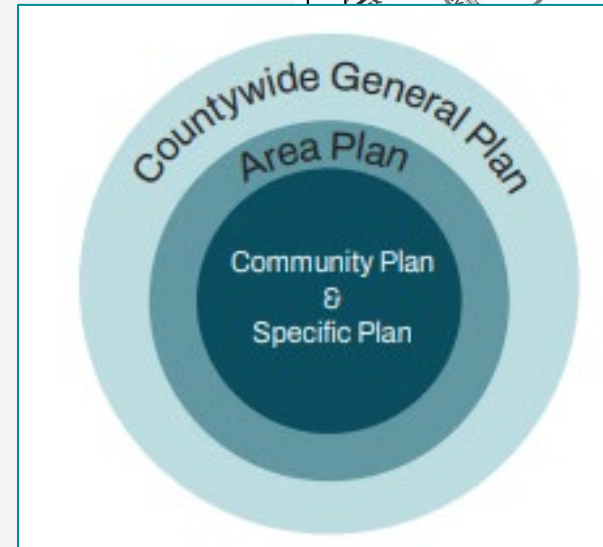 Countywide General Plan
Area Plan
Community Plan
&
Specific Plan